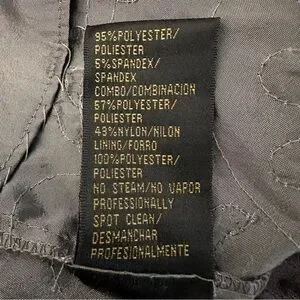 95%POLYESTER/
POLIESTER
5%SPANDEX/
SPANDEX
COMBO/COMBINACION
57%POLYESTER/
POLIESTER
43%NYLON/NILON
LINING/FORRO
100%POLYESTER/
POLIESTER
NO STEAM/NO VAPOR
PROFESSIONALLY
SPOT CLEAN/
DESMANCHAR
PROFESIONALMENTE